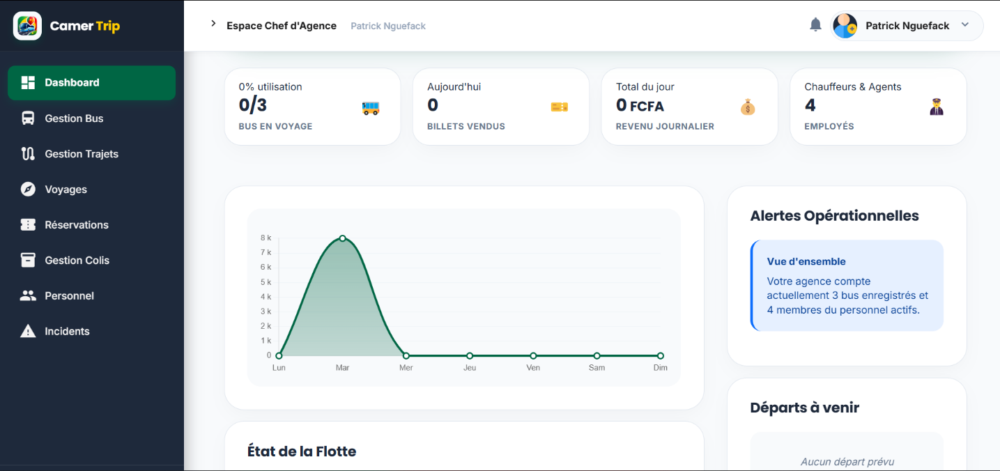 Camer Trip
Espace Chef d'Agence Patrick Nguefack
Patrick Nguefack
Dashboard
Gestion Bus
Gestion Trajets
Voyages
Réservations
Gestion Colis
Personnel
Incidents
0% utilisation
0/3
BUS EN VOYAGE
Aujourd'hui
0
BILLETS VENDUS
Total du jour
0 FCFA
REVENU JOURNALIER
Chauffeurs & Agents
4
EMPLOYÉS
8 k
7 k
6 k
5 k
4 k
3 k
2 k
1 k
0
Lun Mar Mer Jeu Ven Sam Dim
Alertes Opérationnelles
Vue d'ensemble
Votre agence compte
actuellement 3 bus enregistrés et
4 membres du personnel actifs.
État de la Flotte
Départs à venir
Aucun départ prévu